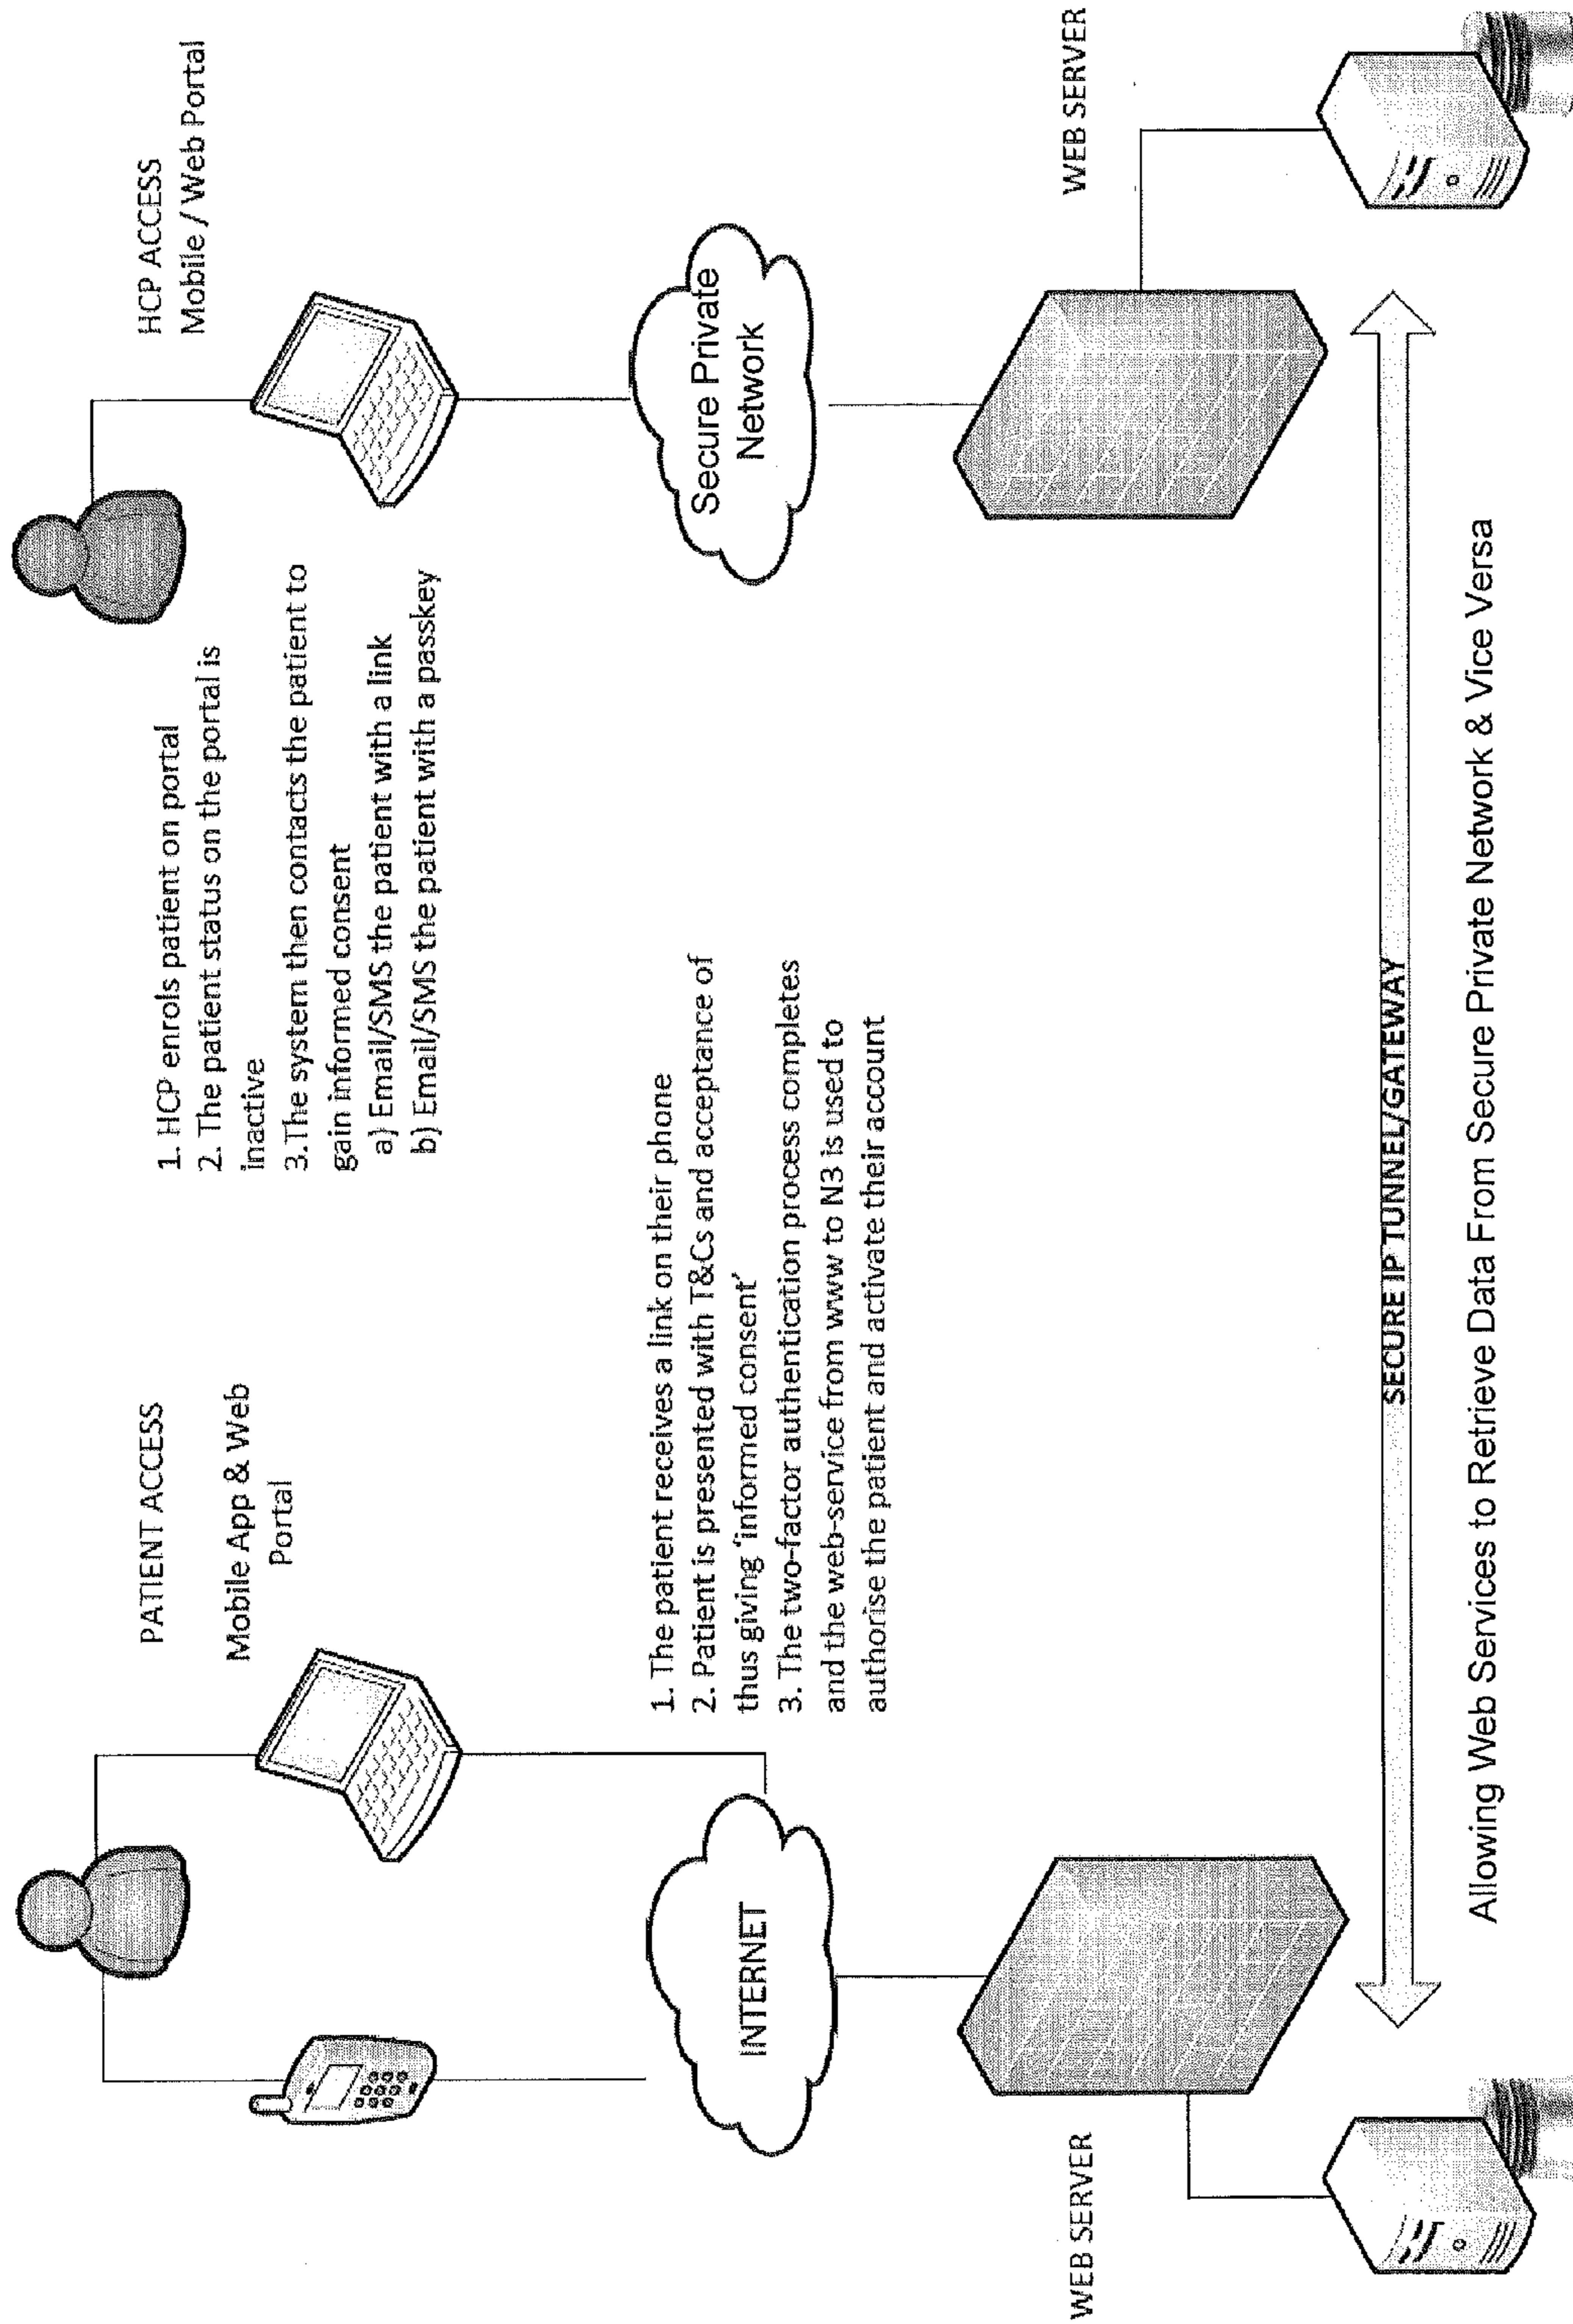 PATIENT ACCESS
Mobile App & Web
Portal
HCP ACCESS
Mobile / Web Portal
1. HCP enrols patient on portal
2. The patient status on the portal is
inactive
3.The system then contacts the patient to
gain informed consent
a) Email/SMS the patient with a link
b) Email/SMS the patient with a passkey
1. The patient receives a link on their phone
2. Patient is presented with T&Cs and acceptance of
thus giving 'informed consent'
3. The two-factor authentication process completes
and the web-service from www to N3 is used to
authorise the patient and activate their account
INTERNET
Secure Private
Network
WEB SERVER
WEB SERVER
SECURE IP TUNNEL/GATEWAY
Allowing Web Services to Retrieve Data From Secure Private Network & Vice Versa